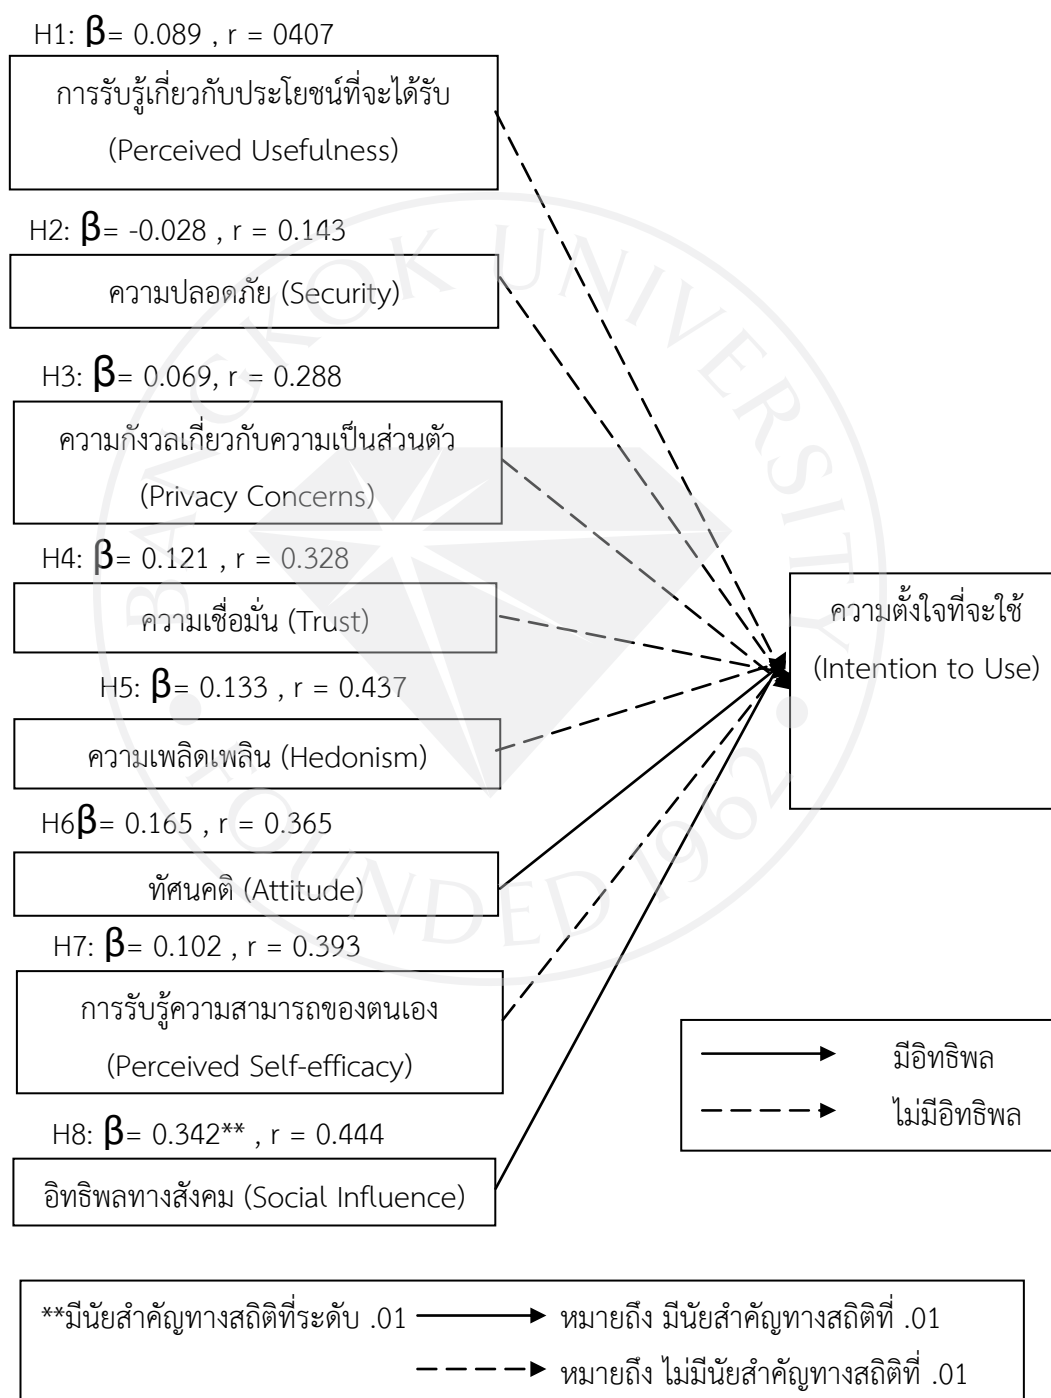 H1: β= 0.089 , r = 0407
การรับรู้เกี่ยวกับประโยชน์ที่จะได้รับ
(Perceived Usefulness)
H2: β= -0.028 , r = 0.143
ความปลอดภัย (Security)
H3: β= 0.069, r = 0.288
ความกังวลเกี่ยวกับความเป็นส่วนตัว
(Privacy Concerns)
H4: β= 0.121 , r = 0.328
ความเชื่อมั่น (Trust)
H5: β= 0.133 , r = 0.437
ความเพลิดเพลิน (Hedonism)
H6β= 0.165 , r = 0.365
ทัศนคติ (Attitude)
H7: β= 0.102 , r = 0.393
การรับรู้ความสามารถของตนเอง
(Perceived Self-efficacy)
H8: β= 0.342** , r = 0.444
อิทธิพลทางสังคม (Social Influence)
ความตั้งใจที่จะใช้
(Intention to Use)
มีอิทธิพล
ไม่มีอิทธิพล
**มีนัยสำคัญทางสถิติที่ระดับ .01 หมายถึง มีนัยสำคัญทางสถิติที่ .01
หมายถึง ไม่มีนัยสำคัญทางสถิติที่ .01
BANGKOK UNIVERSITY
FOUNDED 1962